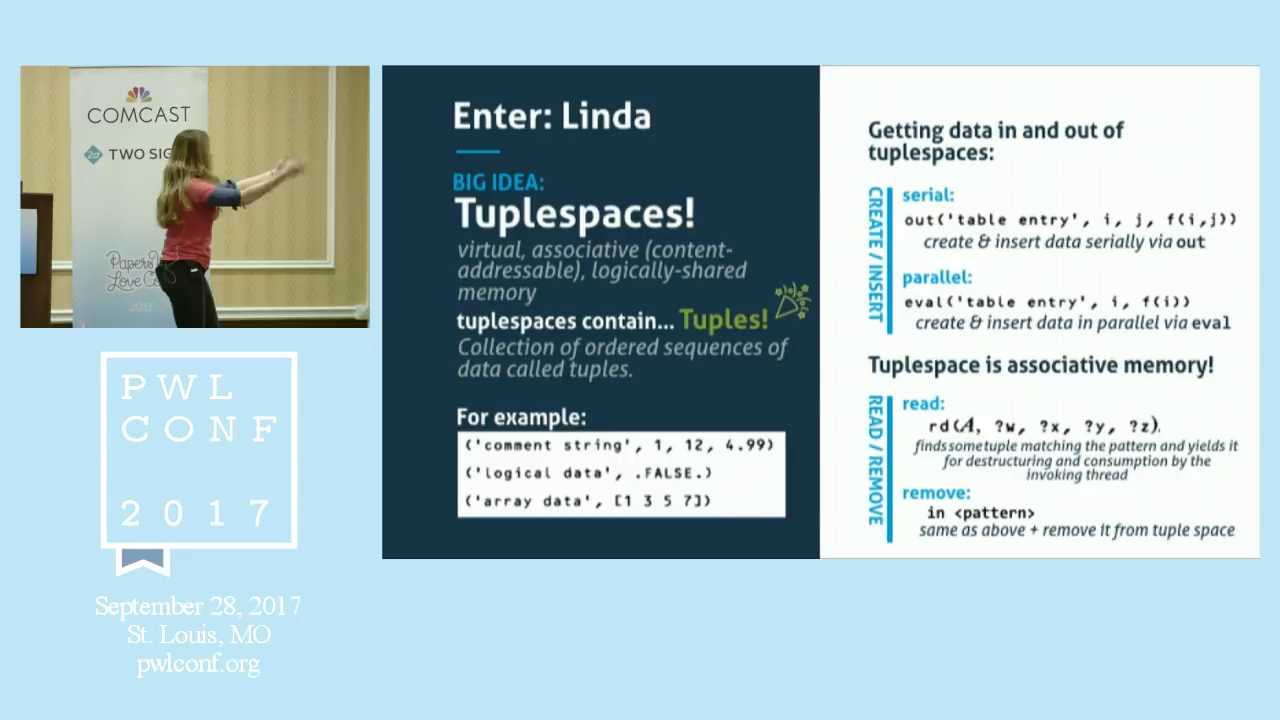 COMCAST
2σ TWO SIG
Papers W
Love Co
2017
PWL
CONF
2017
September 28, 2017
St. Louis, MO
pwlconf.org
Enter: Linda
BIG IDEA:
Tuplespaces!
virtual, associative (content-
addressable), logically-shared
memory
tuplespaces contain... Tuples!
Collection of ordered sequences of
data called tuples.
For example:
('comment string', 1, 12, 4.99)
('logical data', .FALSE.)
('array data', [1 3 5 7])
Getting data in and out of
tuplespaces:
CREATE / INSERT
serial:
out('table entry', i, j, f(i,j))
create & insert data serially via out
parallel:
eval('table entry', i, f(i))
create & insert data in parallel via eval
Tuplespace is associative memory!
READ / REMOVE
read:
rd(A, ?w, ?x, ?y, ?z).
finds some tuple matching the pattern and yields it
for destructuring and consumption by the
invoking thread
remove:
in <pattern>
same as above + remove it from tuple space